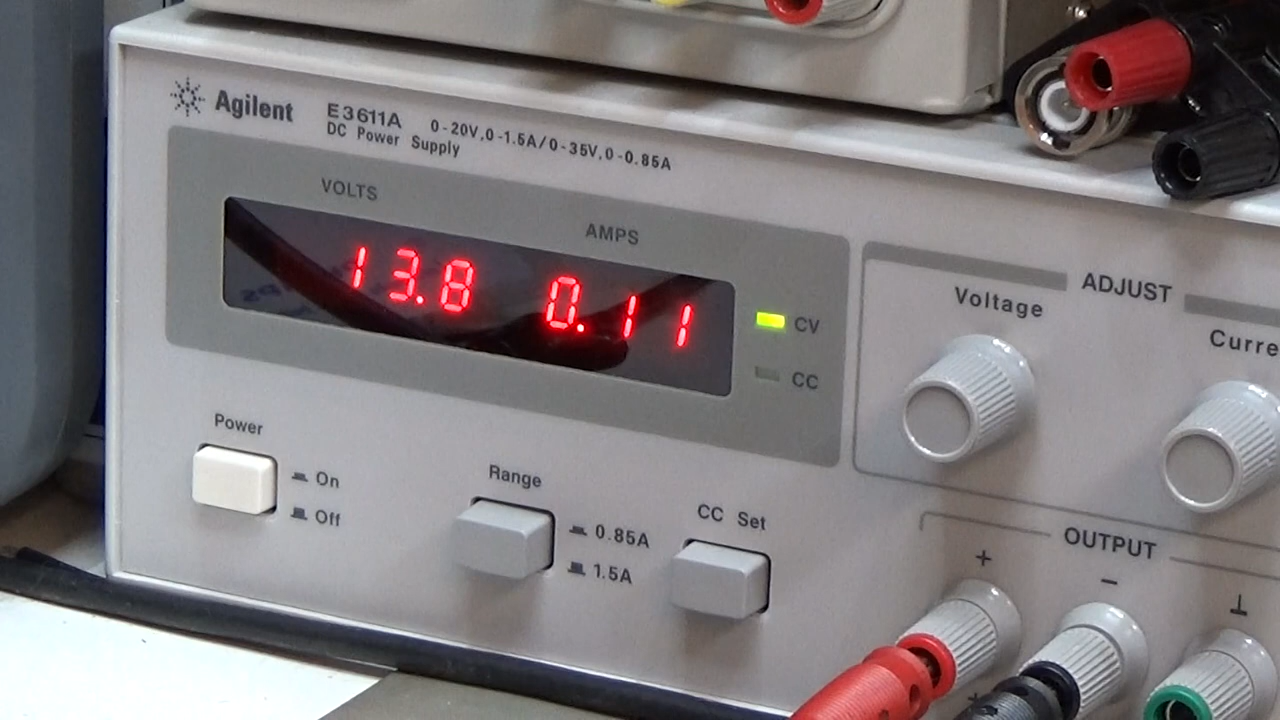 Agilent E3611A 0-20V,0-1.5A/0-35V,0-0.85A
DC Power Supply
VOLTS
AMPS
13.8 0.11
CV
CC
ADJUST
Voltage
Curre
Power
On
Off
Range
0.85A
1.5A
CC Set
OUTPUT
+
-